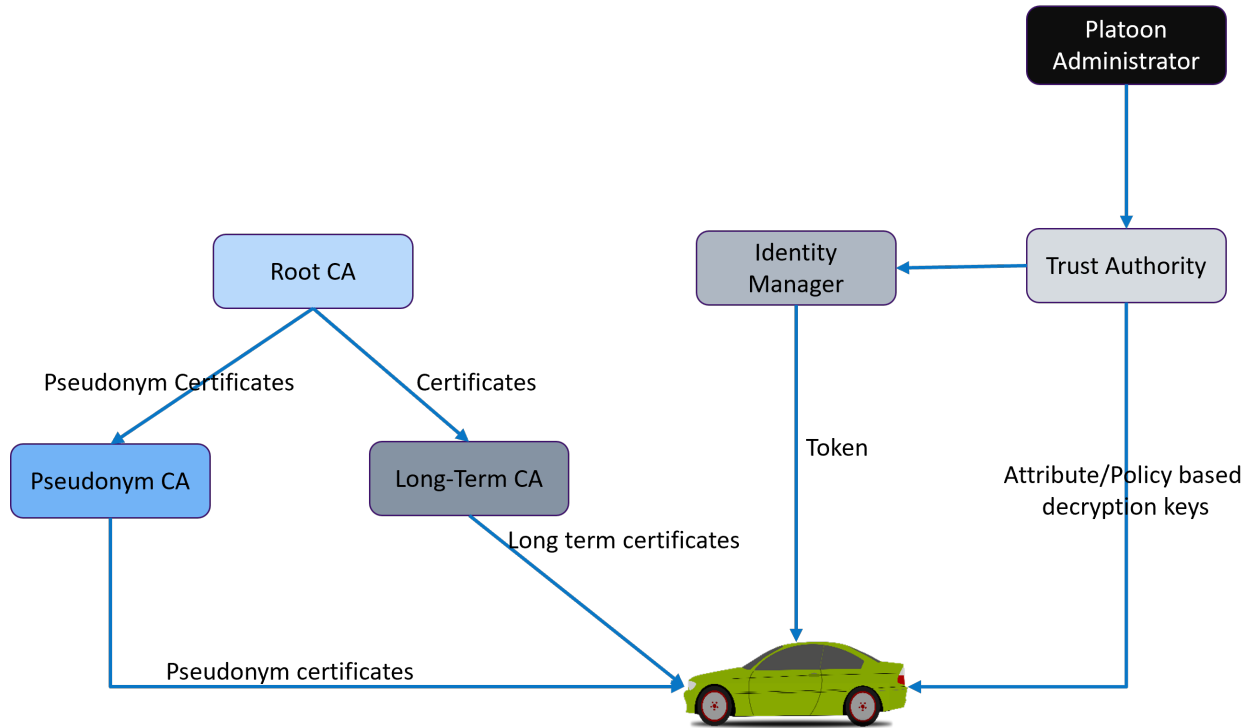 Platoon
Administrator
Identity
Manager
Trust Authority
Root CA
Pseudonym Certificates
Certificates
Token
Pseudonym CA
Long-Term CA
Attribute/Policy based
decryption keys
Long term certificates
Pseudonym certificates